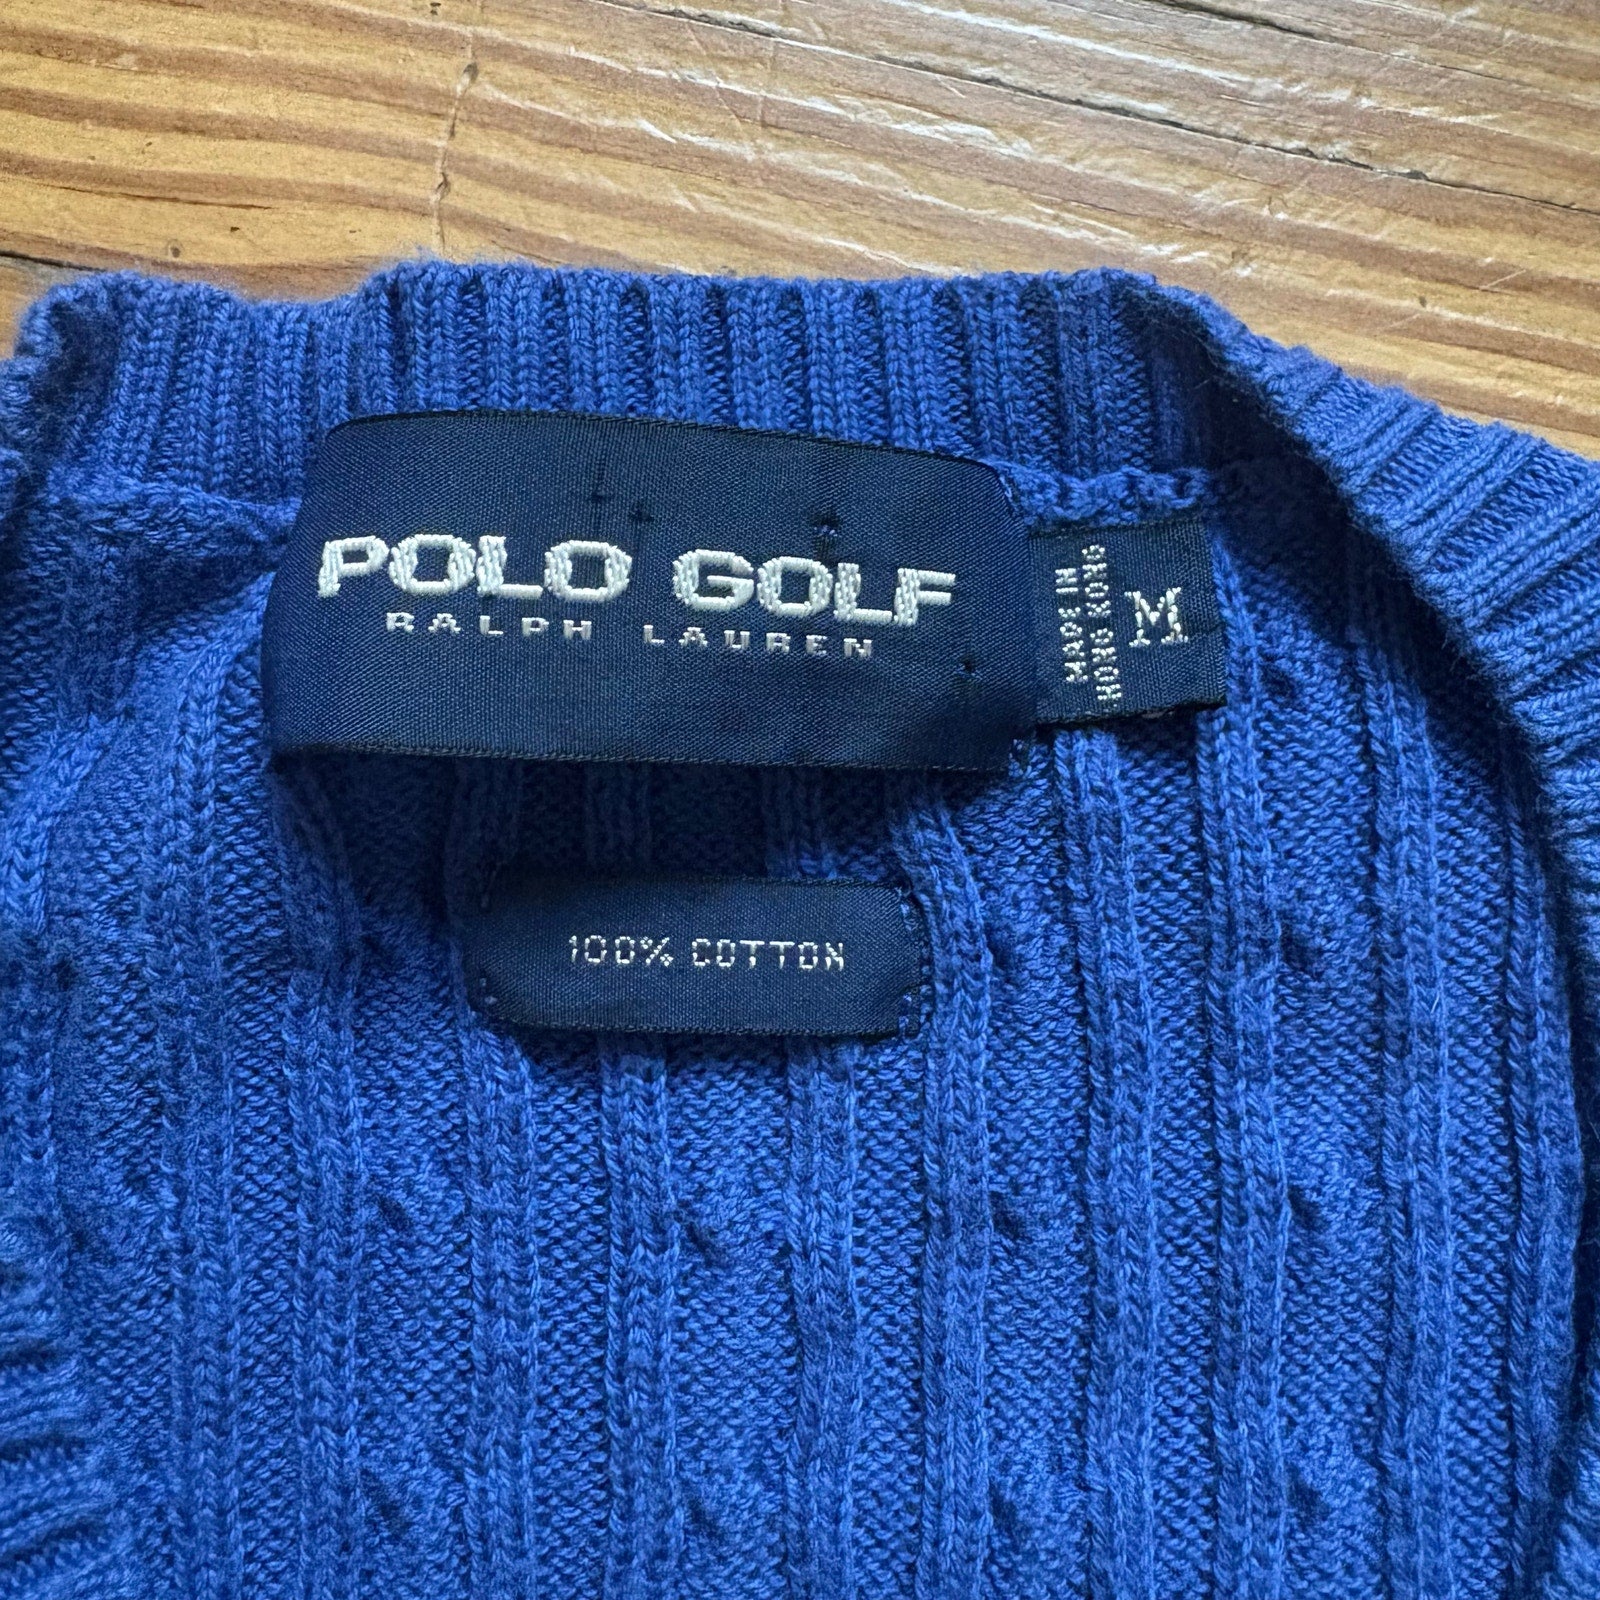 POLO GOLF
RALPH LAUREN
MADE IN
HONG KONG
M
100% COTTON